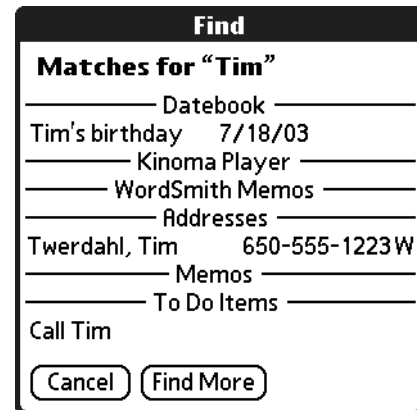 Find
Matches for “Tim”
Datebook
Tim's birthday 7/18/03
Kinoma Player
WordSmith Memos
Addresses
Twerdahl, Tim 650-555-1223W
Memos
To Do Items
Call Tim
Cancel Find More